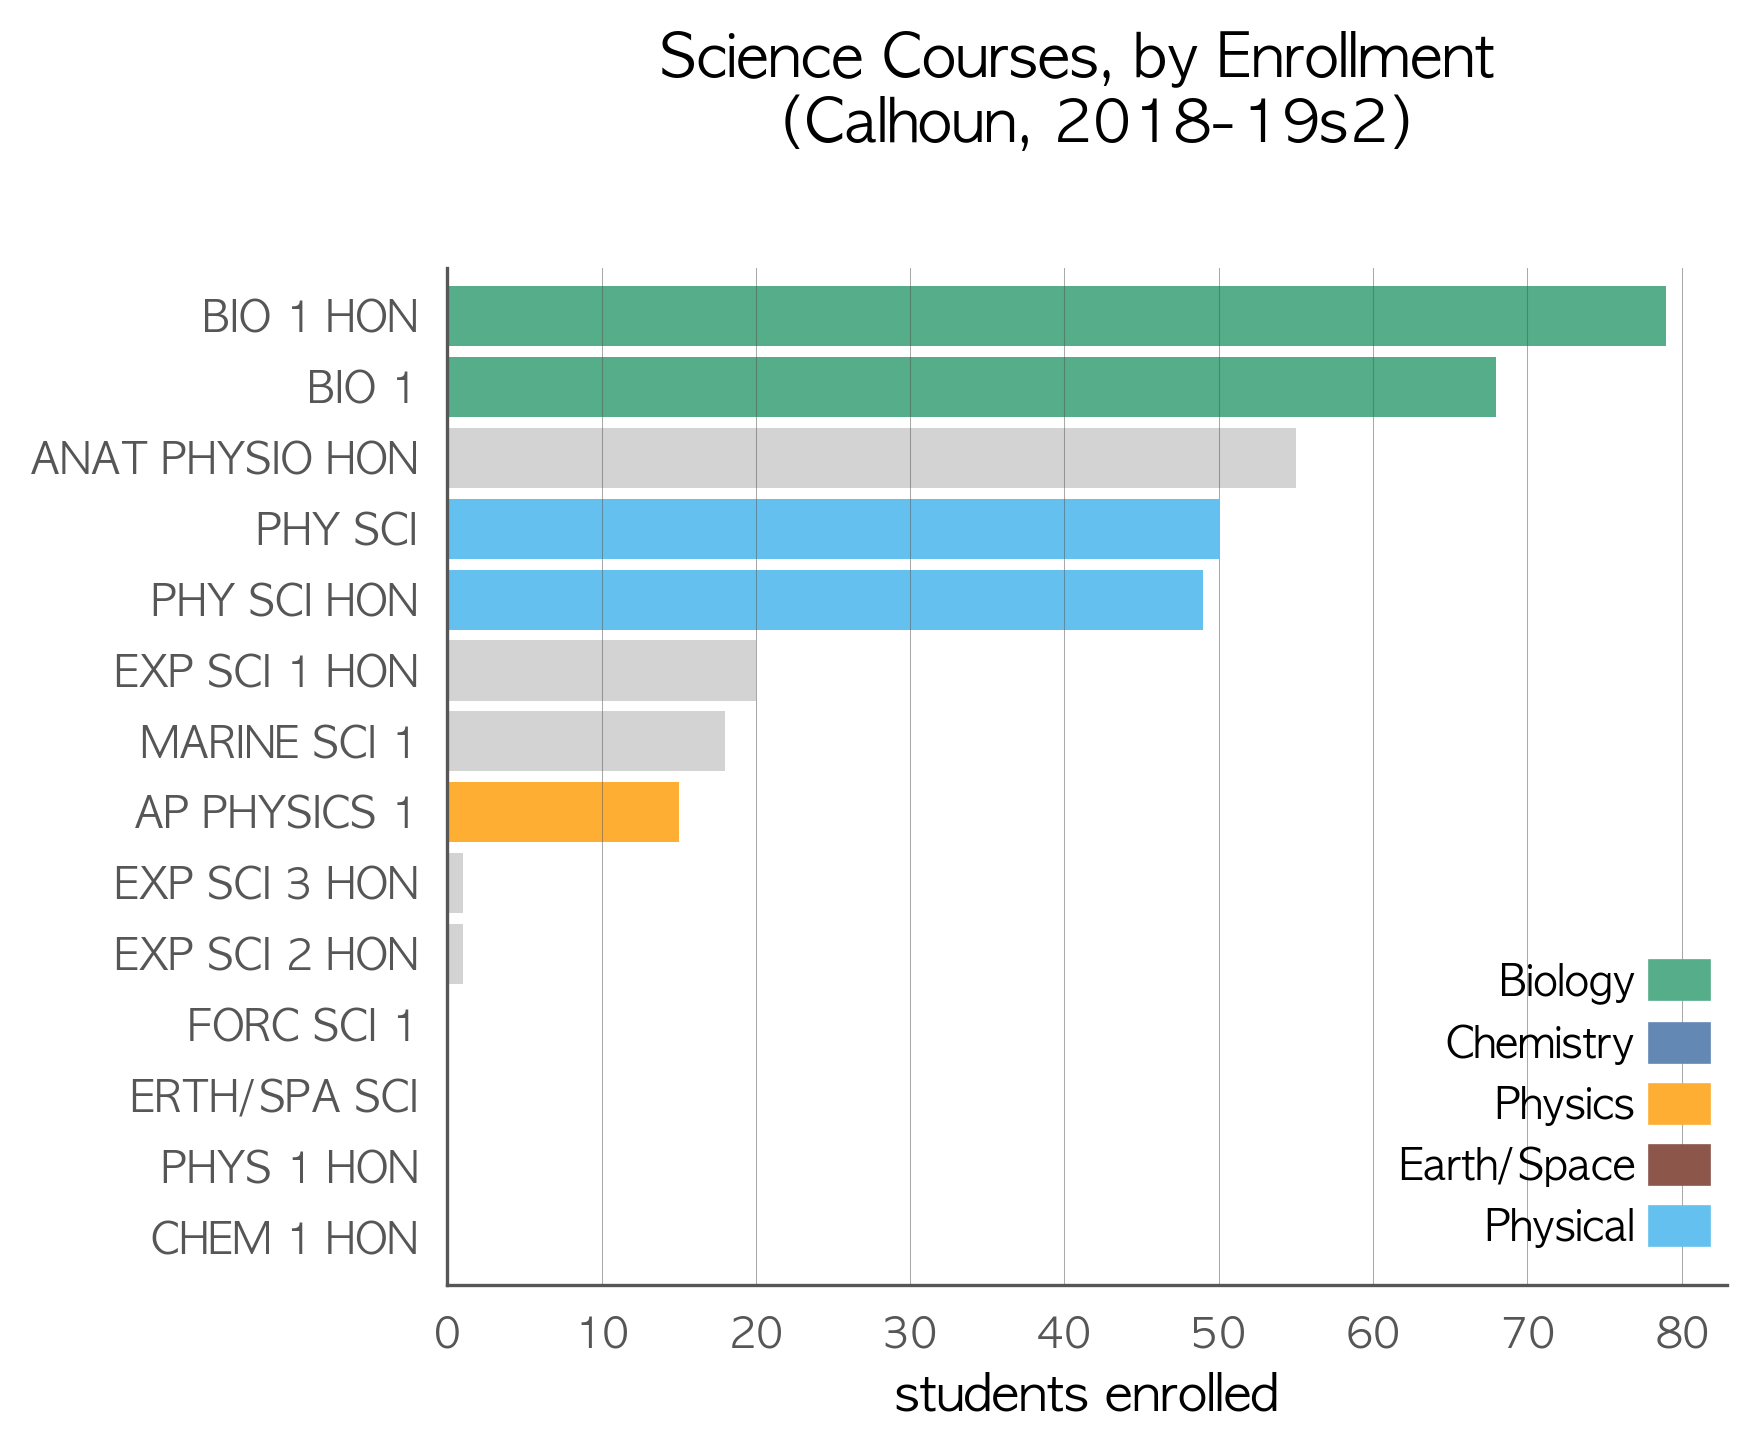 Science Courses, by Enrollment
(Calhoun, 2018-19s2)
BIO 1 HON
BIO 1
ANAT PHYSIO HON
PHY SCI
PHY SCI HON
EXP SCI 1 HON
MARINE SCI 1
AP PHYSICS 1
EXP SCI 3 HON
EXP SCI 2 HON
FORC SCI 1
ERTH/SPA SCI
PHYS 1 HON
CHEM 1 HON
Biology
Chemistry
Physics
Earth/Space
Physical
0 10 20 30 40 50 60 70 80
students enrolled